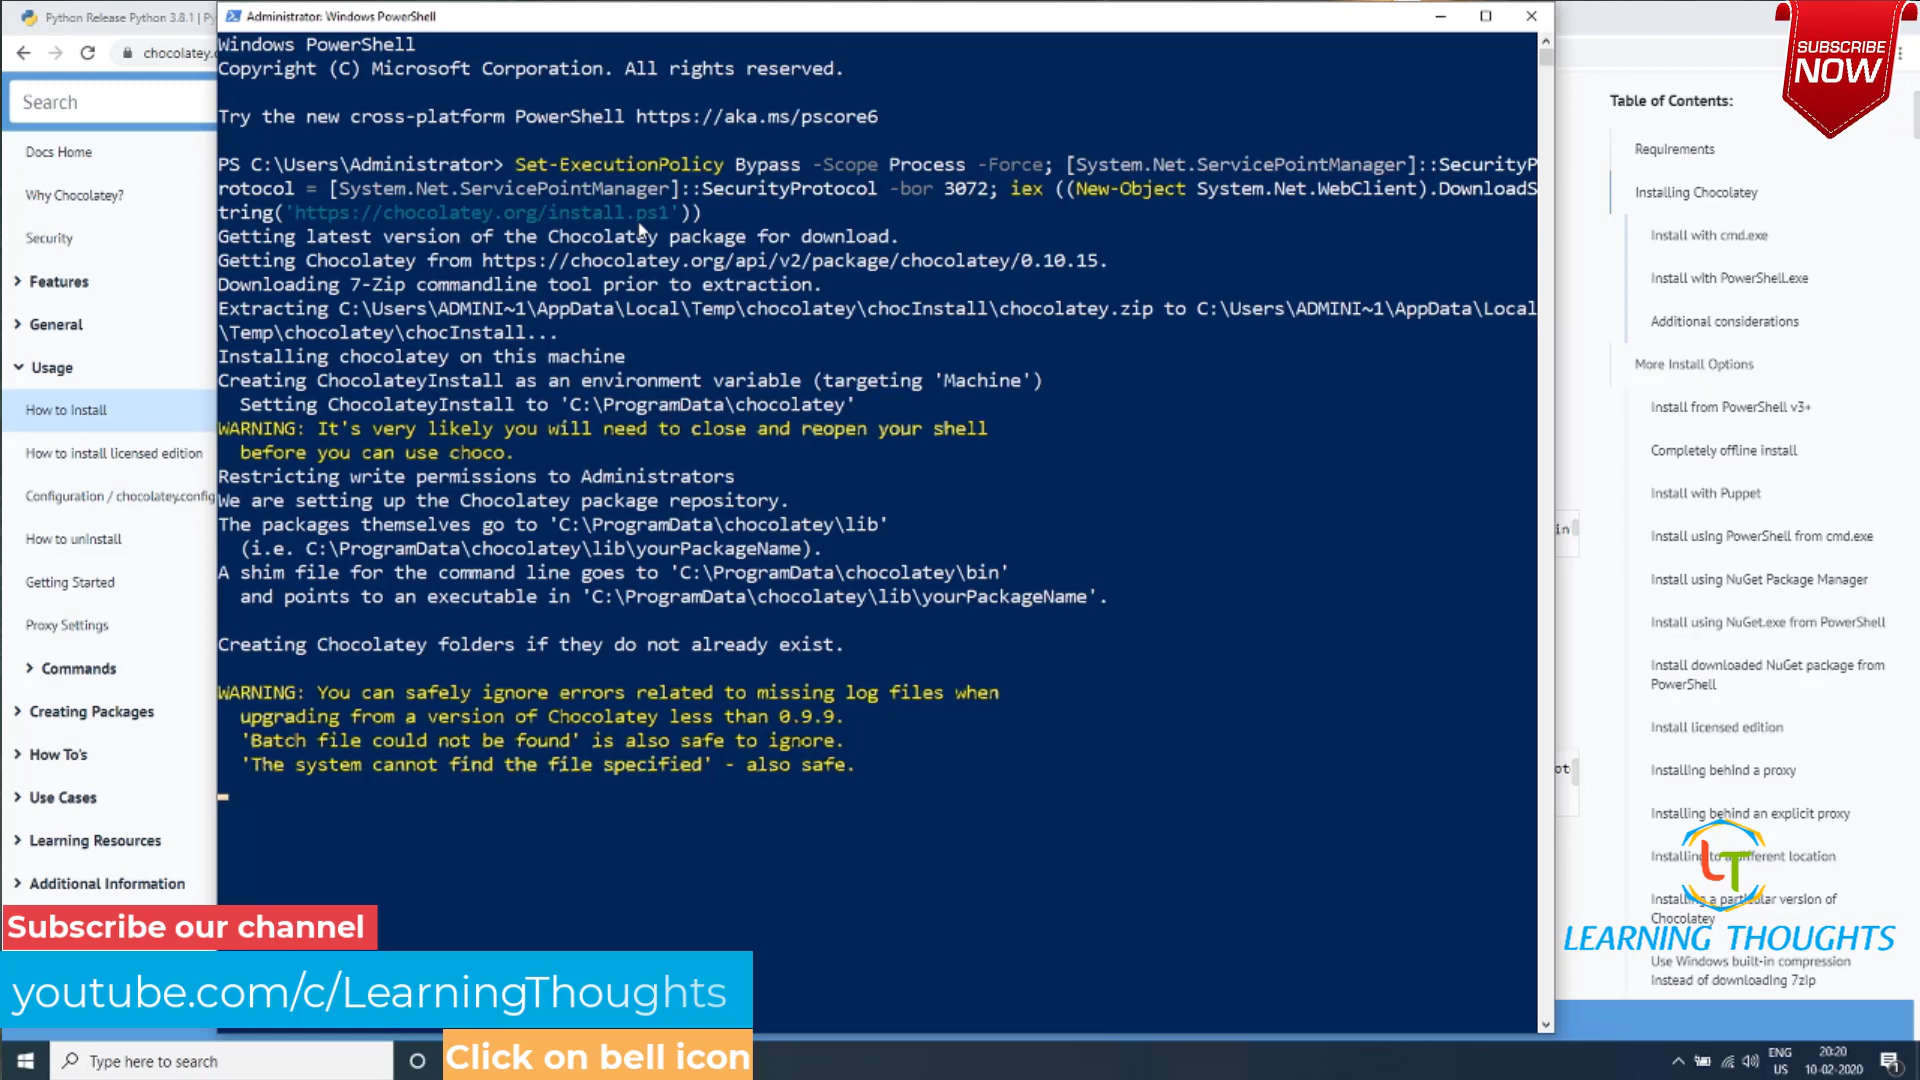 Python Release Python 3.8.1 | Py
Administrator: Windows PowerShell
chocolatey.
Search
Docs Home
Why Chocolatey?
Security
Features
General
Usage
How to Install
How to install licensed edition
Configuration / chocolatey.config
How to uninstall
Getting Started
Proxy Settings
Commands
Creating Packages
How To's
Use Cases
Learning Resources
Additional Information
Windows PowerShell
Copyright (C) Microsoft Corporation. All rights reserved.
Try the new cross-platform PowerShell https://aka.ms/pscore6
PS C:\Users\Administrator> Set-ExecutionPolicy Bypass -Scope Process -Force; [System.Net.ServicePointManager]::SecurityP
rotocol = [System.Net.ServicePointManager]::SecurityProtocol -bor 3072; iex ((New-Object System.Net.WebClient).DownloadS
tring('https://chocolatey.org/install.ps1'))
Getting latest version of the Chocolatey package for download.
Getting Chocolatey from https://chocolatey.org/api/v2/package/chocolatey/0.10.15.
Downloading 7-Zip commandline tool prior to extraction.
Extracting C:\Users\ADMINI~1\AppData\Local\Temp\chocolatey\chocInstall\chocolatey.zip to C:\Users\ADMINI~1\AppData\Local
\Temp\chocolatey\chocInstall...
Installing chocolatey on this machine
Creating ChocolateyInstall as an environment variable (targeting 'Machine')
Setting ChocolateyInstall to 'C:\ProgramData\chocolatey'
WARNING: It's very likely you will need to close and reopen your shell
before you can use choco.
Restricting write permissions to Administrators
We are setting up the Chocolatey package repository.
The packages themselves go to 'C:\ProgramData\chocolatey\lib'
(i.e. C:\ProgramData\chocolatey\lib\yourPackageName).
A shim file for the command line goes to 'C:\ProgramData\chocolatey\bin'
and points to an executable in 'C:\ProgramData\chocolatey\lib\yourPackageName'.
Creating Chocolatey folders if they do not already exist.
WARNING: You can safely ignore errors related to missing log files when
upgrading from a version of Chocolatey less than 0.9.9.
'Batch file could not be found' is also safe to ignore.
'The system cannot find the file specified' - also safe.
SUBSCRIBE
NOW
Table of Contents:
Requirements
Installing Chocolatey
Install with cmd.exe
Install with PowerShell.exe
Additional considerations
More Install Options
Install from PowerShell v3+
Completely offline install
Install with Puppet
in
Install using PowerShell from cmd.exe
Install using NuGet Package Manager
Install using NuGet.exe from PowerShell
Install downloaded NuGet package from
PowerShell
Install licensed edition
ot
Installing behind a proxy
Installing behind an explicit proxy
Installing to a different location
Installing a particular version of
Chocolatey
LT
LEARNING THOUGHTS
Use Windows built-in compression
Instead of downloading 7zip
Subscribe our channel
youtube.com/c/LearningThoughts
Click on bell icon
Type here to search
ENG
US
20:20
10-02-2020
1